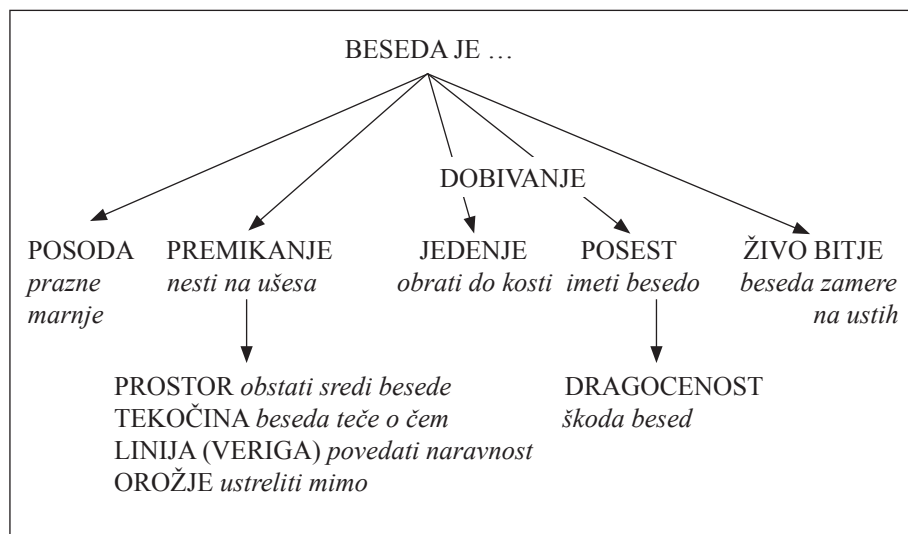 BESEDA JE …
DOBIVANJE
POSODA
prazne
marnje
PREMIKANJE
nesti na ušesa
JEDENJE
obrati do kosti
POSEST
imeti besedo
ŽIVO BITJE
beseda zamere
na ustih
PROSTOR obstati sredi besede
TEKOČINA beseda teče o čem
LINIJA (VERIGA) povedati naravnost
OROŽJE ustreliti mimo
DRAGOCENOST
škoda besed